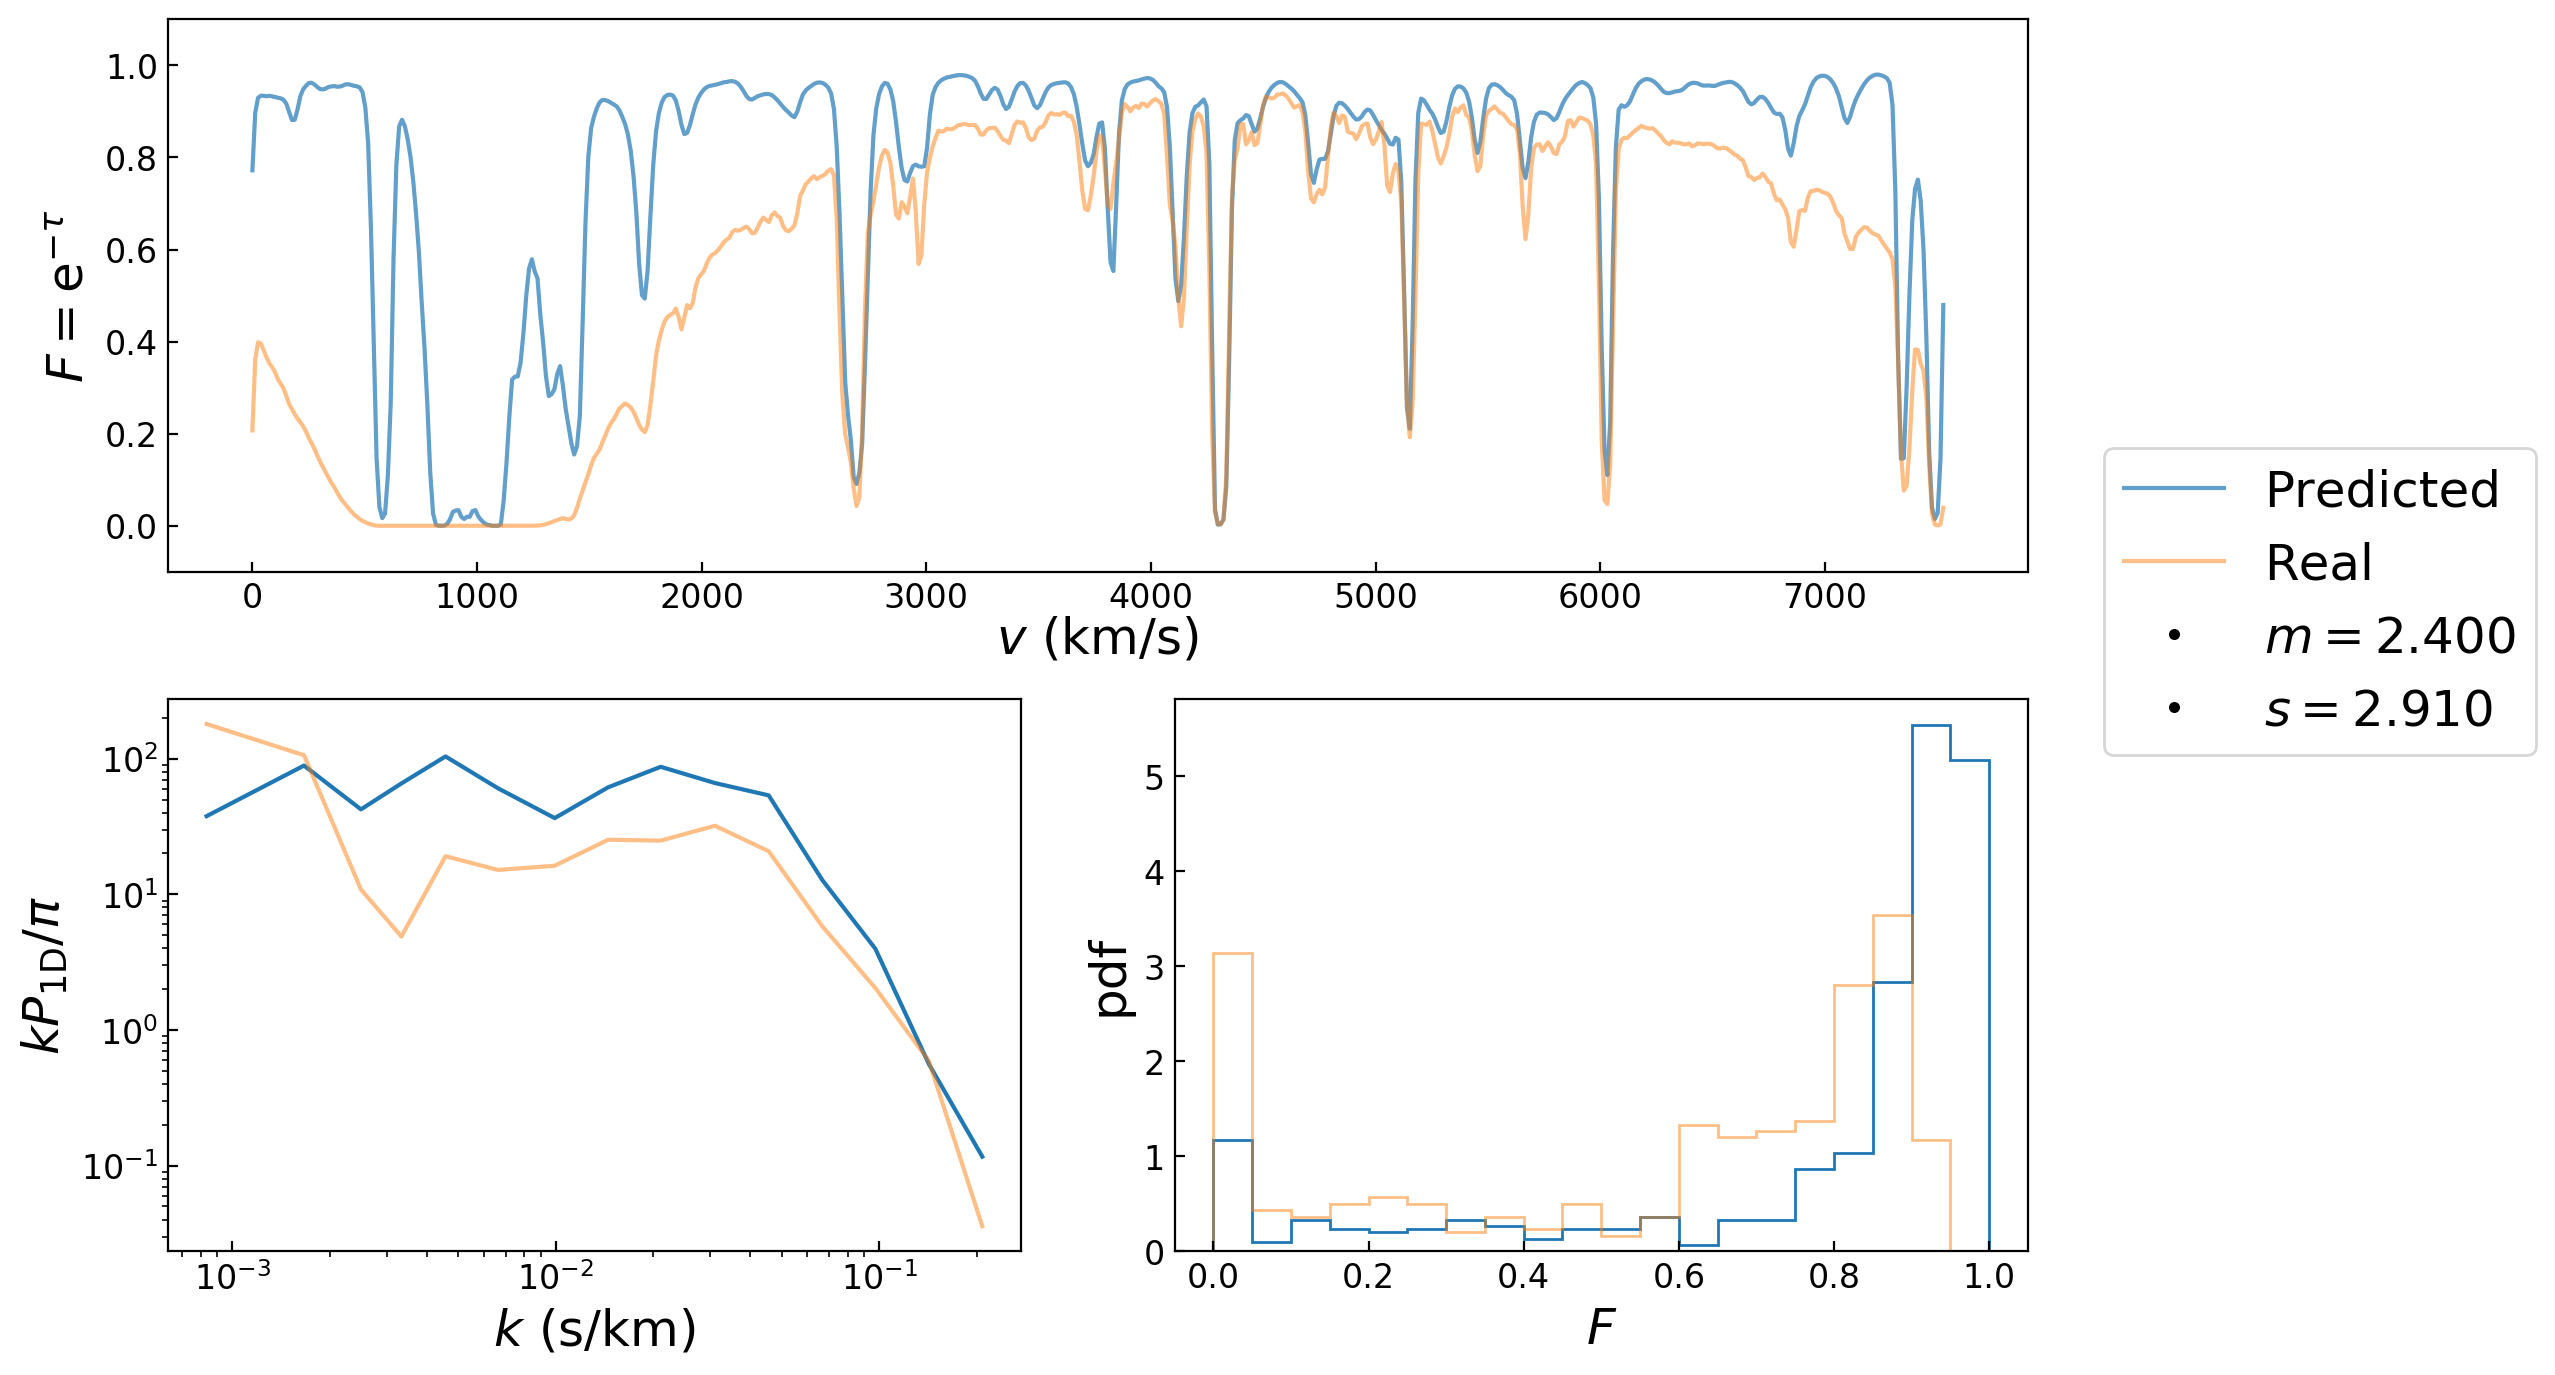 F = e^{-τ}
1.0
0.8
0.6
0.4
0.2
0.0
0 1000 2000 3000 4000 5000 6000 7000
v (km/s)
Predicted
Real
m = 2.400
s = 2.910
kP_{1D}/π
10^2
10^1
10^0
10^{-1}
10^{-3} 10^{-2} 10^{-1}
k (s/km)
pdf
5
4
3
2
1
0
0.0 0.2 0.4 0.6 0.8 1.0
F